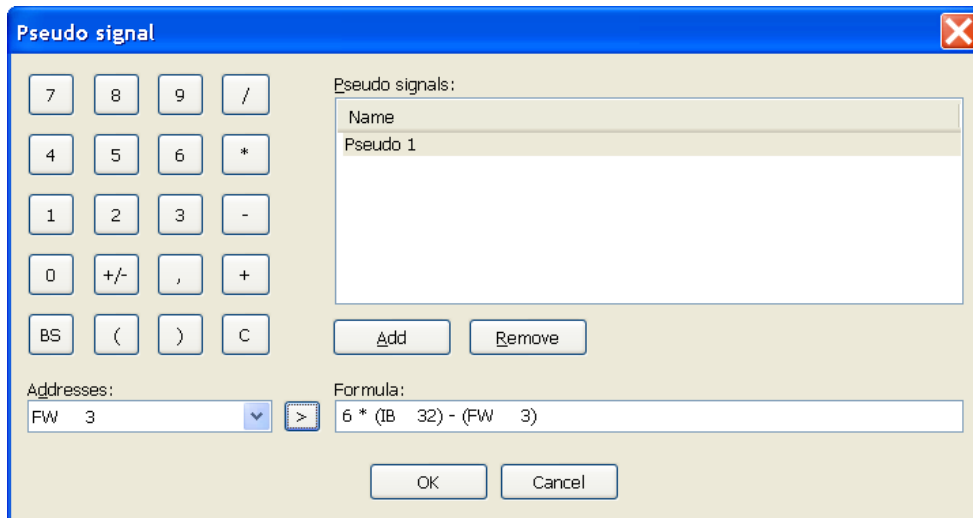 Pseudo signal
7 8 9 /
4 5 6 *
1 2 3 -
0 +/- , +
BS ( ) C
Pseudo signals:
Name
Pseudo 1
Add Remove
Addresses:
FW 3
>
Formula:
6 * (IB 32) - (FW 3)
OK Cancel